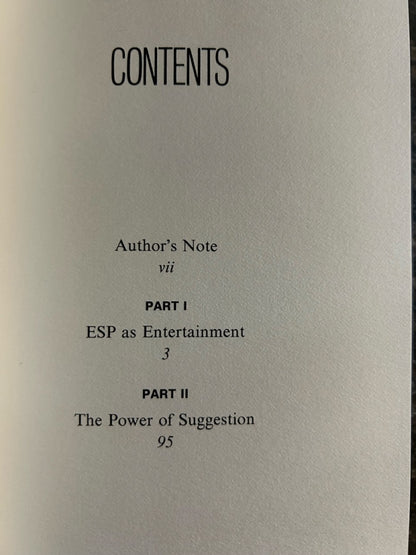 CONTENTS
Author's Note
vii
PART I
ESP as Entertainment
3
PART II
The Power of Suggestion
95